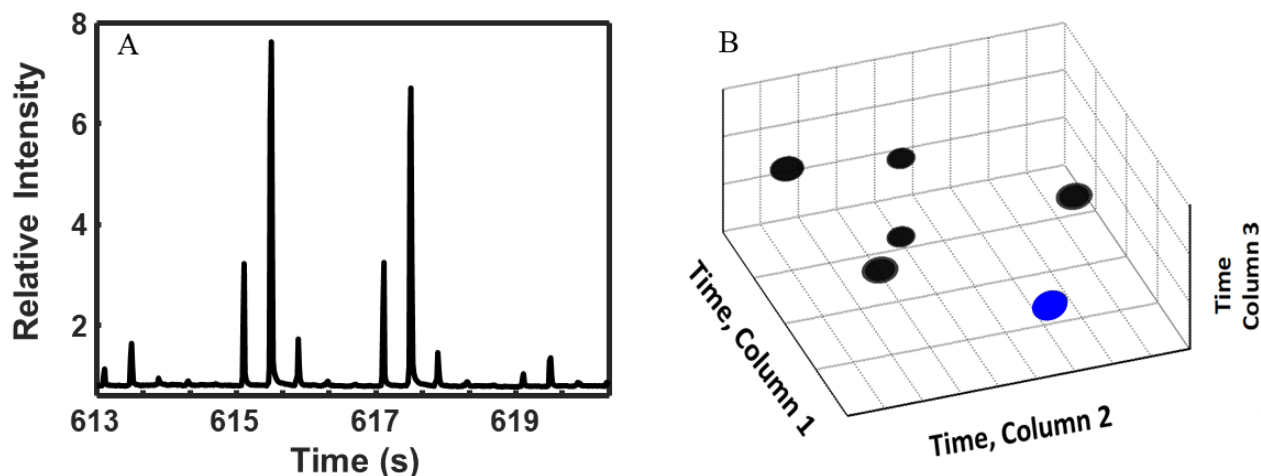 A
8
6
4
2
Relative Intensity
613
615
617
619
Time (s)
B
Time, Column 1
Time, Column 2
Time
Column 3